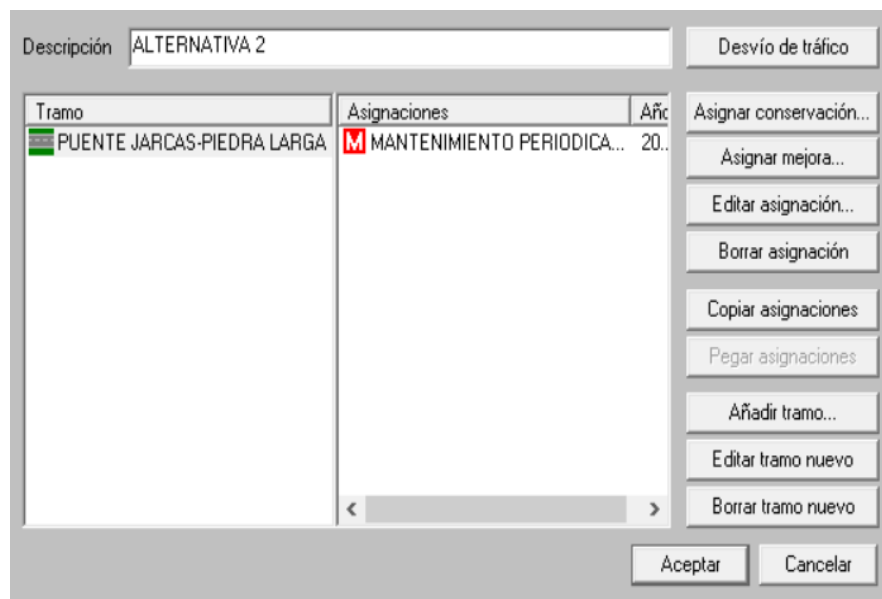 Descripción ALTERNATIVA 2
Desvío de tráfico
Tramo
PUENTE JARCAS-PIEDRA LARGA
Asignaciones Añc
M MANTENIMIENTO PERIODICA... 20..
Asignar conservación...
Asignar mejora...
Editar asignación...
Borrar asignación
Copiar asignaciones
Pegar asignaciones
Añadir tramo...
Editar tramo nuevo
Borrar tramo nuevo
Aceptar Cancelar